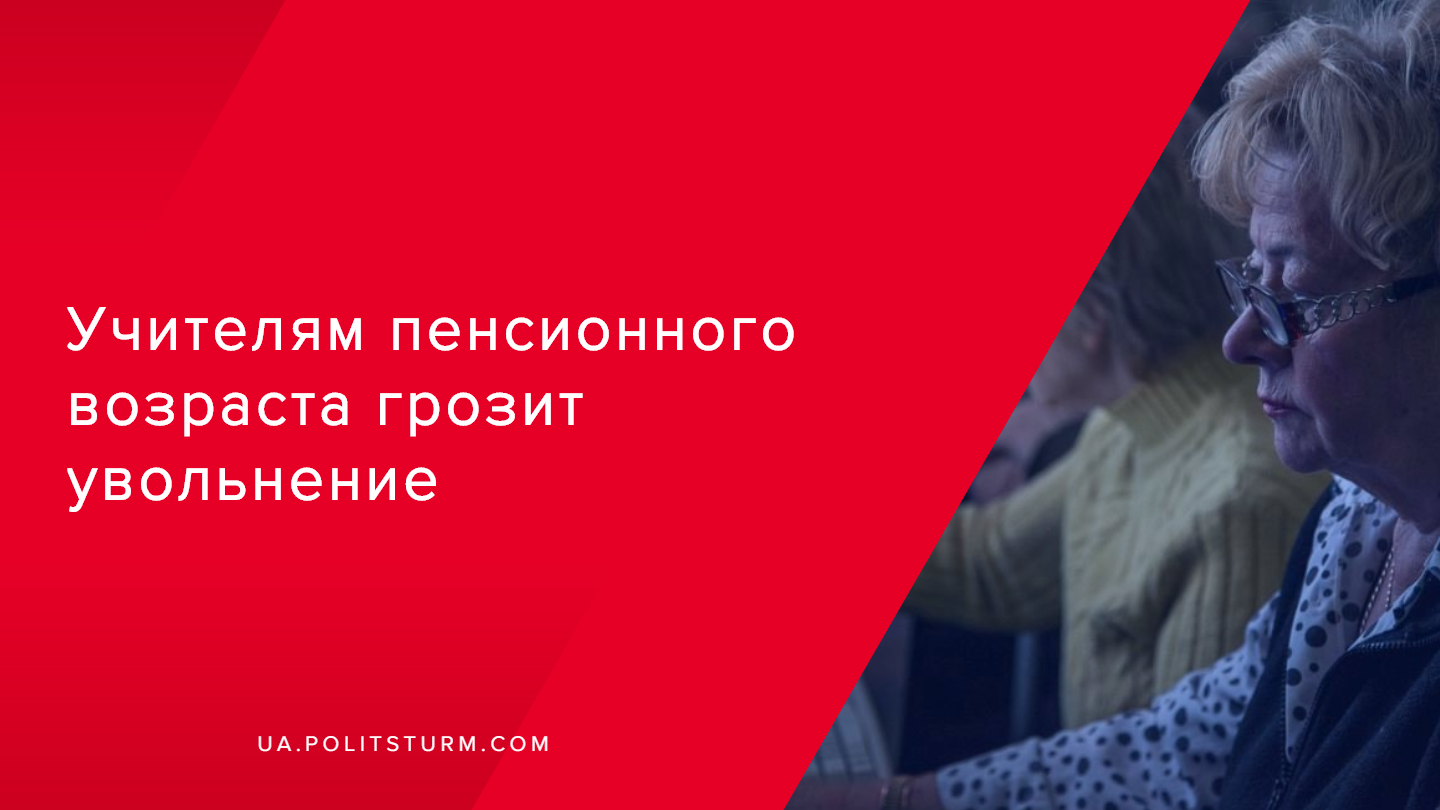 Учителям пенсионного
возраста грозит
увольнение
UA.POLITSTURM.COM